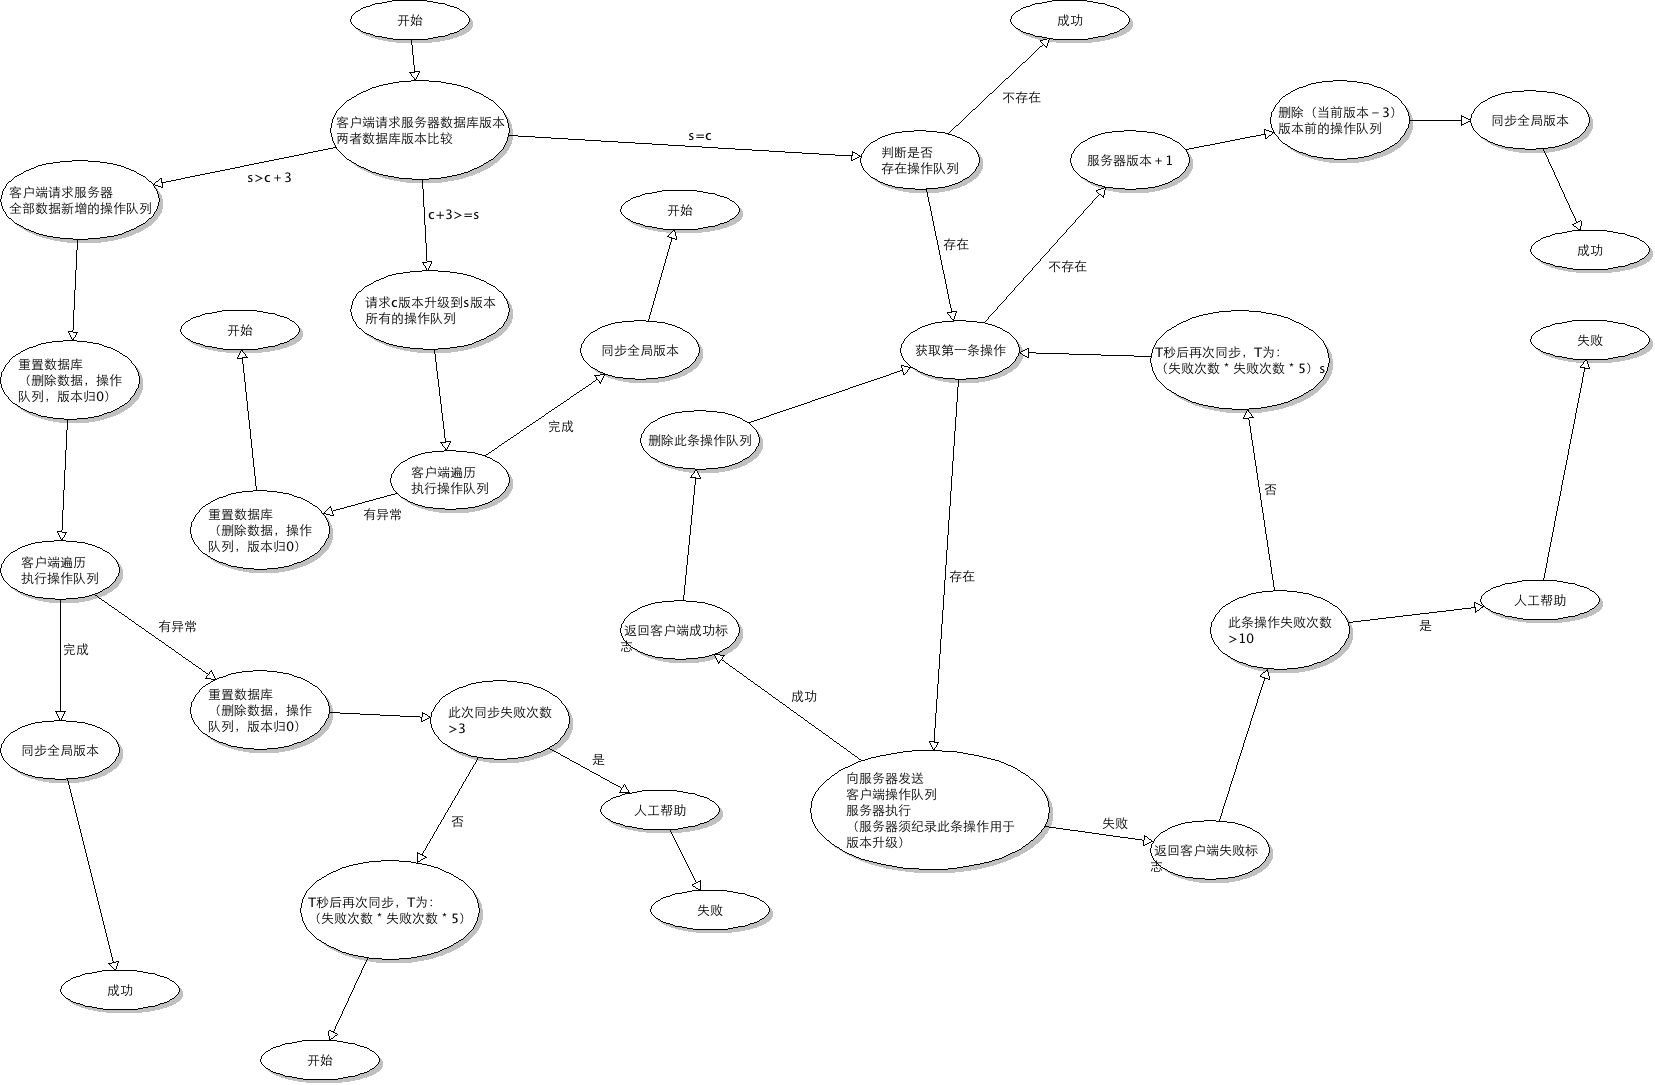 开始
成功
客户端请求服务器数据库版本
两者数据库版本比较
s=c
不存在
判断是否
存在操作队列
服务器版本＋1
删除（当前版本－3）
版本前的操作队列
同步全局版本
成功
s>c＋3
客户端请求服务器
全部数据新增的操作队列
c+3>=s
开始
存在
不存在
请求c版本升级到s版本
所有的操作队列
开始
同步全局版本
获取第一条操作
T秒后再次同步，T为：
（失败次数 * 失败次数 * 5）s
失败
重置数据库
（删除数据，操作
队列，版本归0）
完成
删除此条操作队列
客户端遍历
执行操作队列
有异常
重置数据库
（删除数据，操作
队列，版本归0）
否
客户端遍历
执行操作队列
存在
有异常
完成
返回客户端成功标
志
此条操作失败次数
>10
是
人工帮助
重置数据库
（删除数据，操作
队列，版本归0）
此次同步失败次数
>3
成功
同步全局版本
是
人工帮助
否
向服务器发送
客户端操作队列
服务器执行
（服务器须纪录此条操作用于
版本升级）
失败
返回客户端失败标
志
T秒后再次同步，T为：
（失败次数 * 失败次数 * 5）
失败
成功
开始